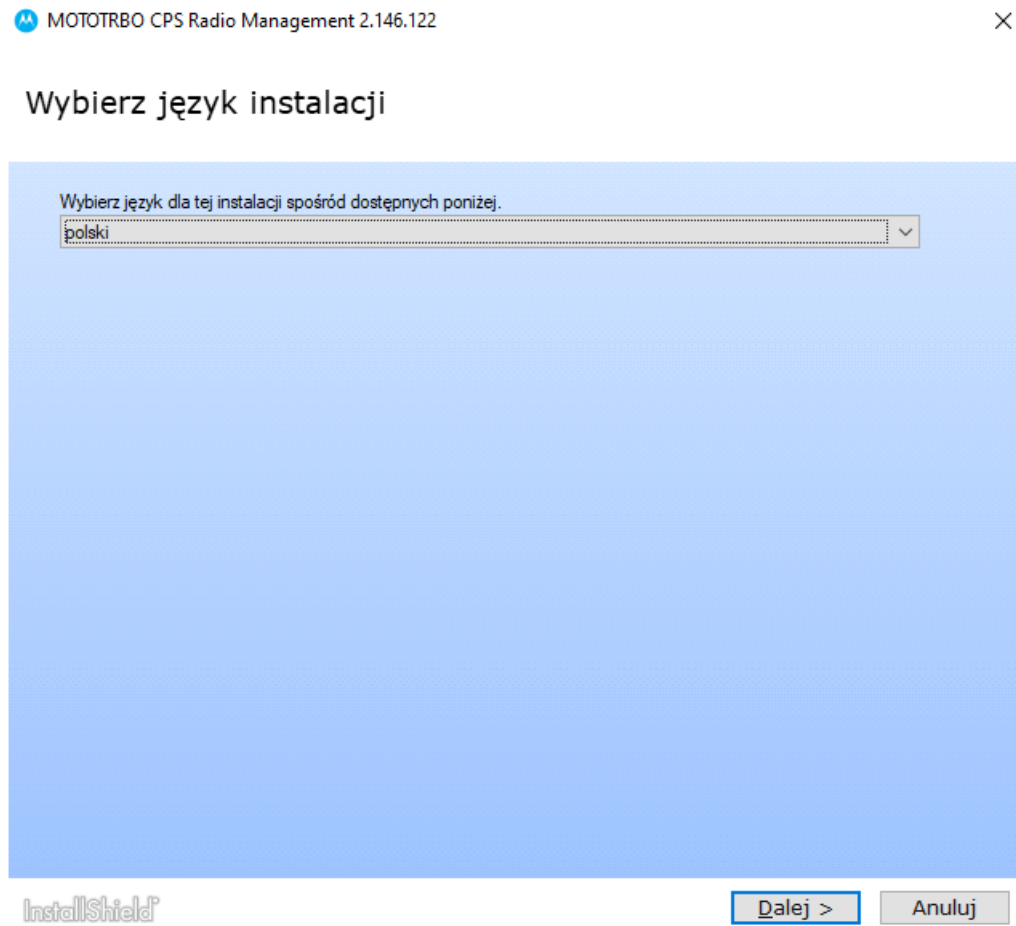 MOTOTRBO CPS Radio Management 2.146.122
Wybierz język instalacji
Wybierz język dla tej instalacji spośród dostępnych poniżej.
polski
InstallShield®
Dalej >
Anuluj